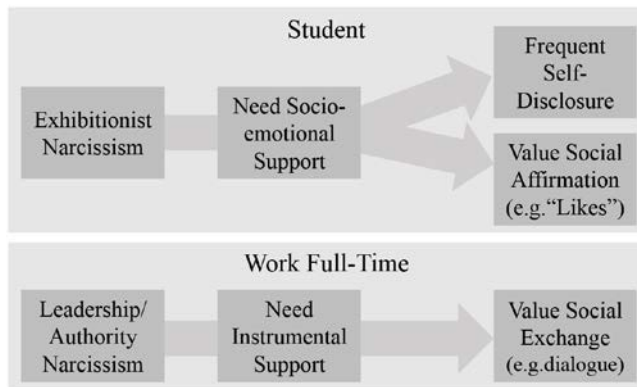 Student
Exhibitionist
Narcissism
Need Socio-
emotional
Support
Frequent
Self-
Disclosure
Value Social
Affirmation
(e.g.“Likes”)
Work Full-Time
Leadership/
Authority
Narcissism
Need
Instrumental
Support
Value Social
Exchange
(e.g.dialogue)